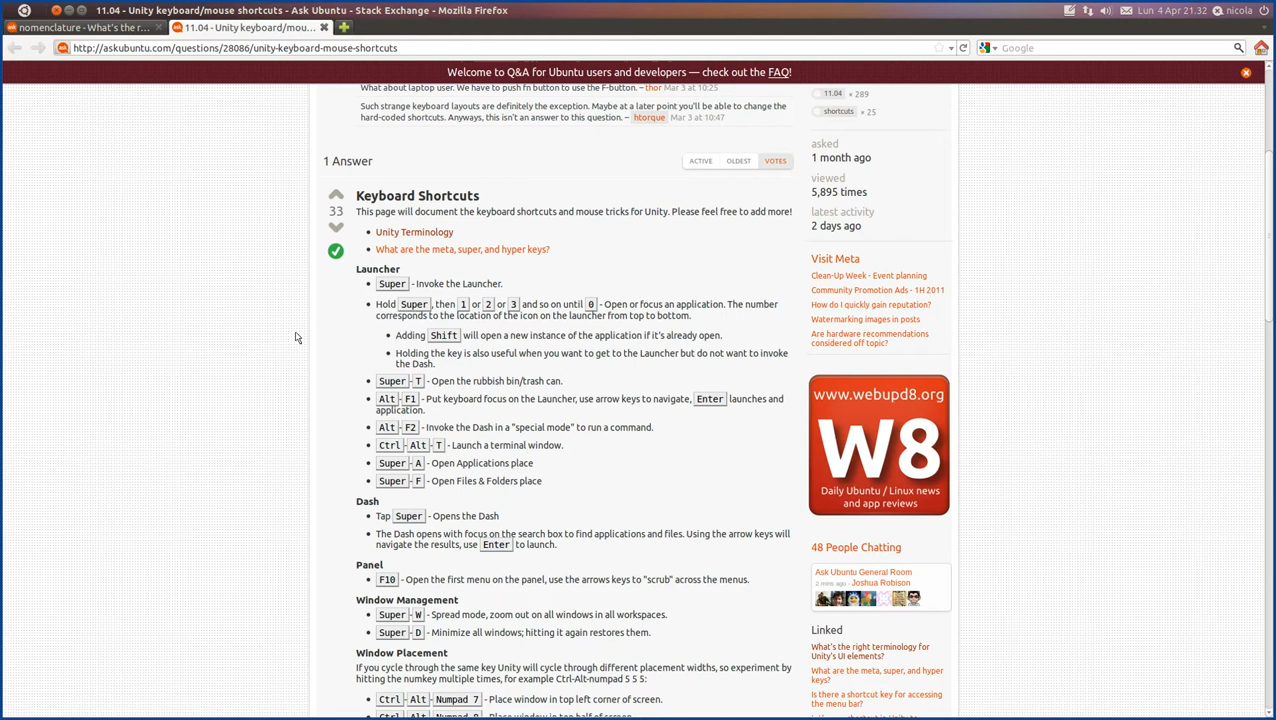 11.04 - Unity keyboard/mouse shortcuts - Ask Ubuntu - Stack Exchange - Mozilla Firefox
Lun 4 Apr 21.32 nicola
nomenclature - What's the r...
11.04 - Unity keyboard/mou...
http://askubuntu.com/questions/28086/unity-keyboard-mouse-shortcuts
Google
Welcome to Q&A for Ubuntu users and developers — check out the FAQ!
What about laptop user. We have to push fn button to use the F-button. – thor Mar 3 at 10:25
Such strange keyboard layouts are definitely the exception. Maybe at a later point you'll be able to change the
hard-coded shortcuts. Anyways, this isn't an answer to this question. – htorque Mar 3 at 10:47
1 Answer
ACTIVE OLDEST VOTES
33
Keyboard Shortcuts
This page will document the keyboard shortcuts and mouse tricks for Unity. Please feel free to add more!
• Unity Terminology
• What are the meta, super, and hyper keys?
Launcher
• Super - Invoke the Launcher.
• Hold Super, then 1 or 2 or 3 and so on until 0 - Open or focus an application. The number
corresponds to the location of the icon on the launcher from top to bottom.
• Adding Shift will open a new instance of the application if it's already open.
• Holding the key is also useful when you want to get to the Launcher but do not want to invoke
the Dash.
• Super-T - Open the rubbish bin/trash can.
• Alt-F1 - Put keyboard focus on the Launcher, use arrow keys to navigate, Enter launches and
application.
• Alt-F2 - Invoke the Dash in a "special mode" to run a command.
• Ctrl-Alt-T - Launch a terminal window.
• Super-A - Open Applications place
• Super-F - Open Files & Folders place
Dash
• Tap Super - Opens the Dash
• The Dash opens with focus on the search box to find applications and files. Using the arrow keys will
navigate the results, use Enter to launch.
Panel
• F10 - Open the first menu on the panel, use the arrows keys to "scrub" across the menus.
Window Management
• Super-W - Spread mode, zoom out on all windows in all workspaces.
• Super-D - Minimize all windows; hitting it again restores them.
Window Placement
If you cycle through the same key Unity will cycle through different placement widths, so experiment by
hitting the numkey multiple times, for example Ctrl-Alt-numpad 5 5 5:
• Ctrl-Alt-Numpad 7 - Place window in top left corner of screen.
• Ctrl-Alt-Numpad 8 - Place window in top half of screen.
11.04 × 289
shortcuts × 25
asked
1 month ago
viewed
5,895 times
latest activity
2 days ago
Visit Meta
Clean-Up Week - Event planning
Community Promotion Ads - 1H 2011
How do I quickly gain reputation?
Watermarking images in posts
Are hardware recommendations
considered off topic?
www.webupd8.org
W8
Daily Ubuntu / Linux news
and app reviews
48 People Chatting
Ask Ubuntu General Room
2 mins ago - Joshua Robison
Linked
What's the right terminology for
Unity's UI elements?
What are the meta, super, and hyper
keys?
Is there a shortcut key for accessing
the menu bar?